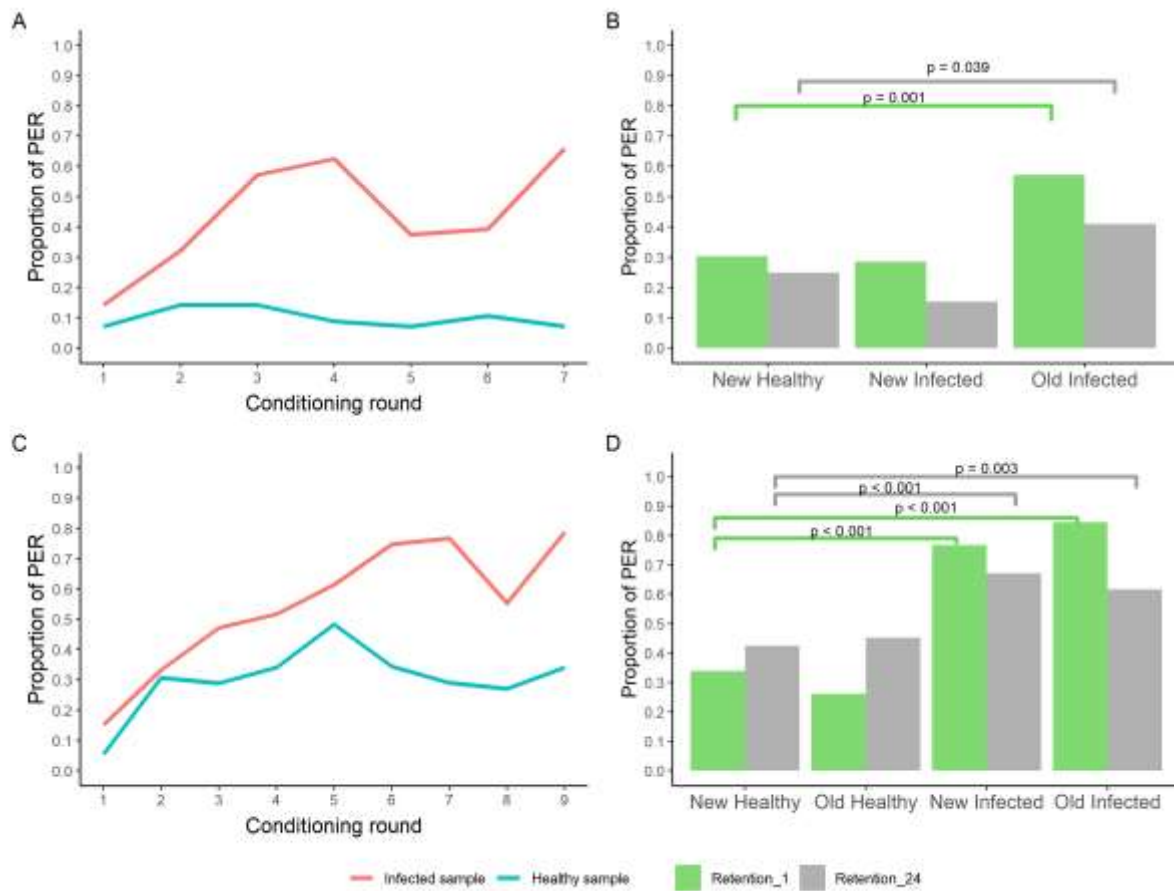 A
Proportion of PER
1.0
0.9
0.8
0.7
0.6
0.5
0.4
0.3
0.2
0.1
0.0
1 2 3 4 5 6 7
Conditioning round
B
Proportion of PER
1.0
0.9
0.8
0.7
0.6
0.5
0.4
0.3
0.2
0.1
0.0
p = 0.039
p = 0.001
New Healthy New Infected Old Infected
C
Proportion of PER
1.0
0.9
0.8
0.7
0.6
0.5
0.4
0.3
0.2
0.1
0.0
1 2 3 4 5 6 7 8 9
Conditioning round
D
Proportion of PER
1.0
0.9
0.8
0.7
0.6
0.5
0.4
0.3
0.2
0.1
0.0
p = 0.003
p < 0.001
p < 0.001
p < 0.001
New Healthy Old Healthy New Infected Old Infected
Infected sample Healthy sample Retention_1 Retention_24